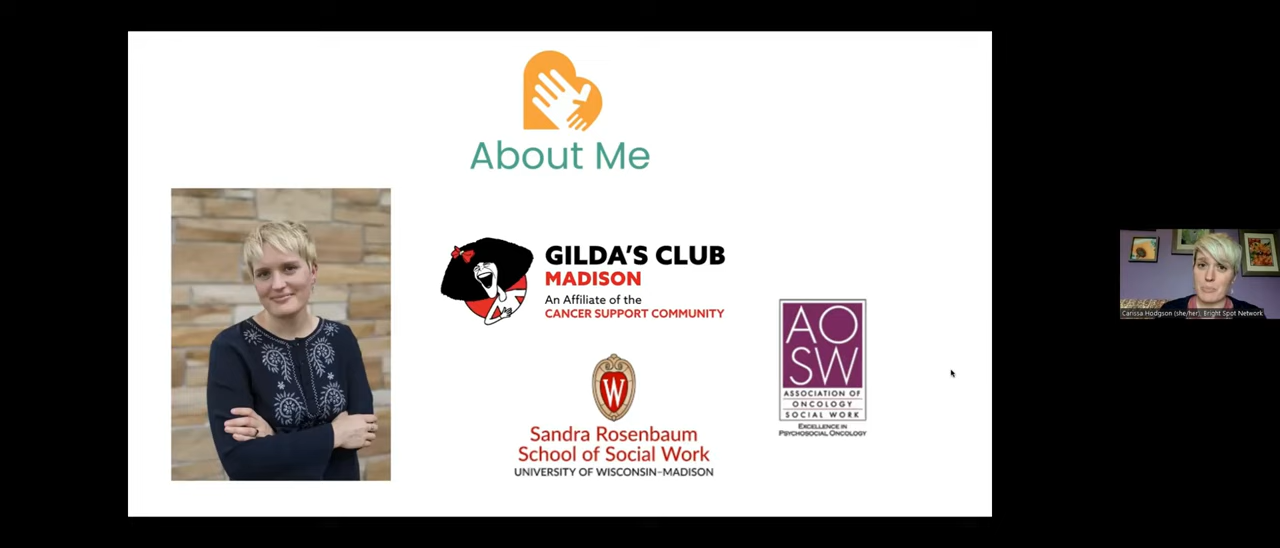 About Me
GILDA'S CLUB
MADISON
An Affiliate of the
CANCER SUPPORT COMMUNITY
AO
SW
ASSOCIATION OF
ONCOLOGY
SOCIAL WORK
EXCELLENCE IN
PSYCHOSOCIAL ONCOLOGY
W
Sandra Rosenbaum
School of Social Work
UNIVERSITY OF WISCONSIN–MADISON
Carissa Hodgson (she/her), Bright Spot Network